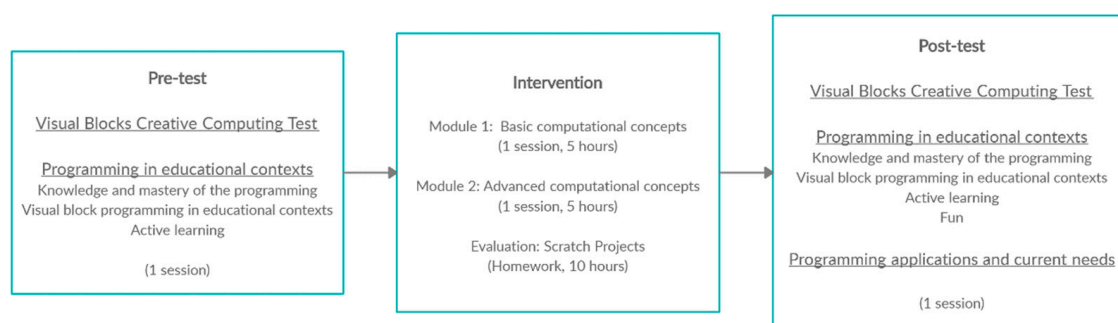 Pre-test
Visual Blocks Creative Computing Test
Programming in educational contexts
Knowledge and mastery of the programming
Visual block programming in educational contexts
Active learning
(1 session)
Intervention
Module 1: Basic computational concepts
(1 session, 5 hours)
Module 2: Advanced computational concepts
(1 session, 5 hours)
Evaluation: Scratch Projects
(Homework, 10 hours)
Post-test
Visual Blocks Creative Computing Test
Programming in educational contexts
Knowledge and mastery of the programming
Visual block programming in educational contexts
Active learning
Fun
Programming applications and current needs
(1 session)